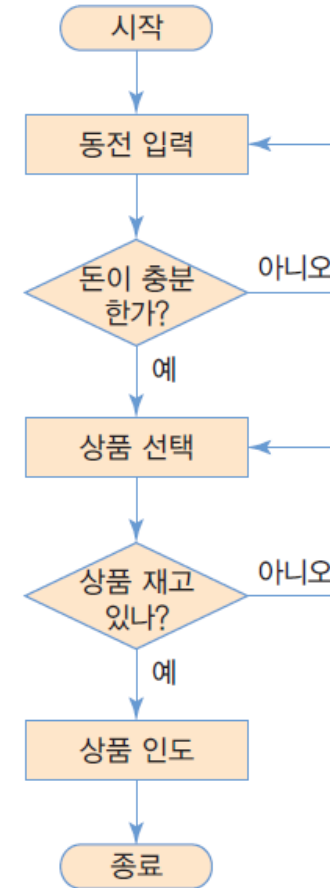 시작
동전 입력
돈이 충분
한가?
아니오
예
상품 선택
상품 재고
있나?
아니오
예
상품 인도
종료